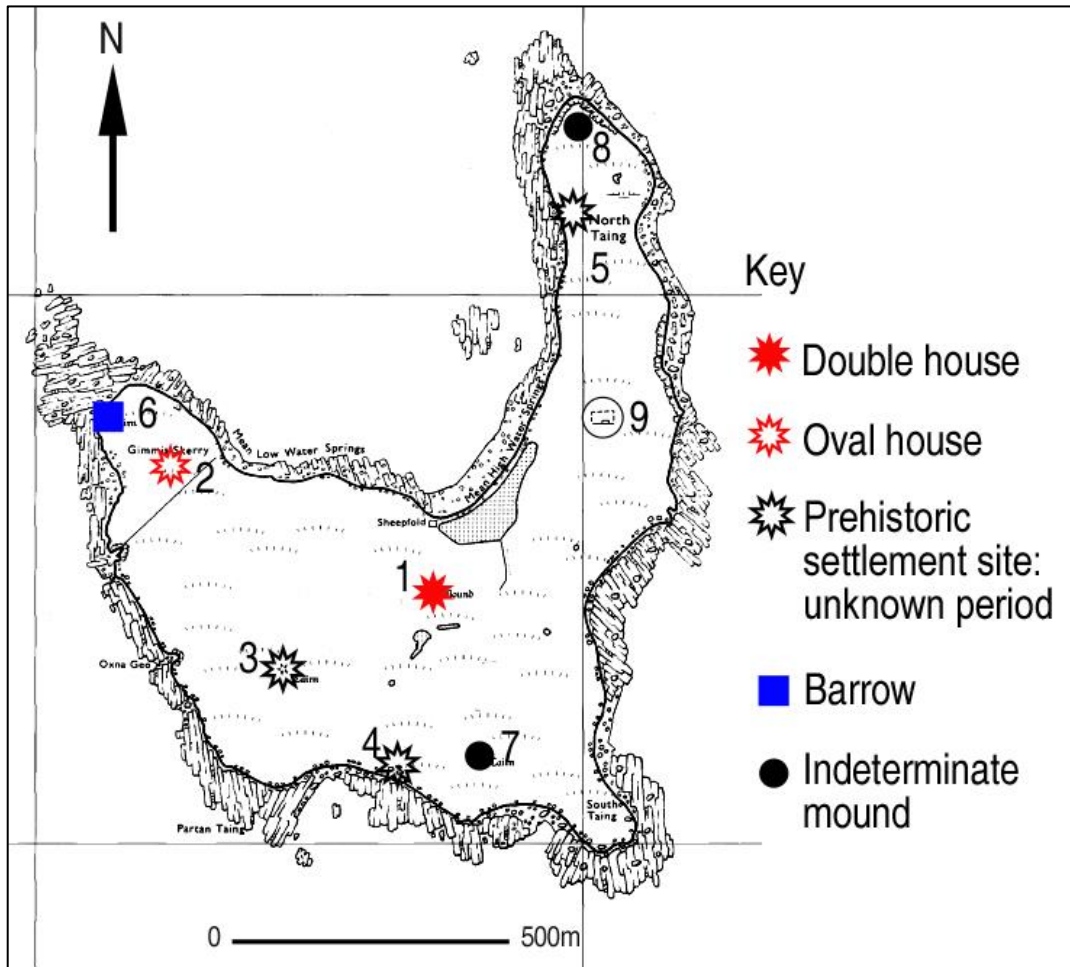 N
8
North
Taing
5
Key
Double house
6
9
Gimmis Skerry
Mean
Low Water Springs
Mean High Water Springs
Oval house
2
Sheepfold
Prehistoric
settlement site:
unknown period
1
3
Oxna Geo
Cairn
Barrow
4
7
Cairn
Indeterminate
mound
South
Taing
Partan Taing
0
500m